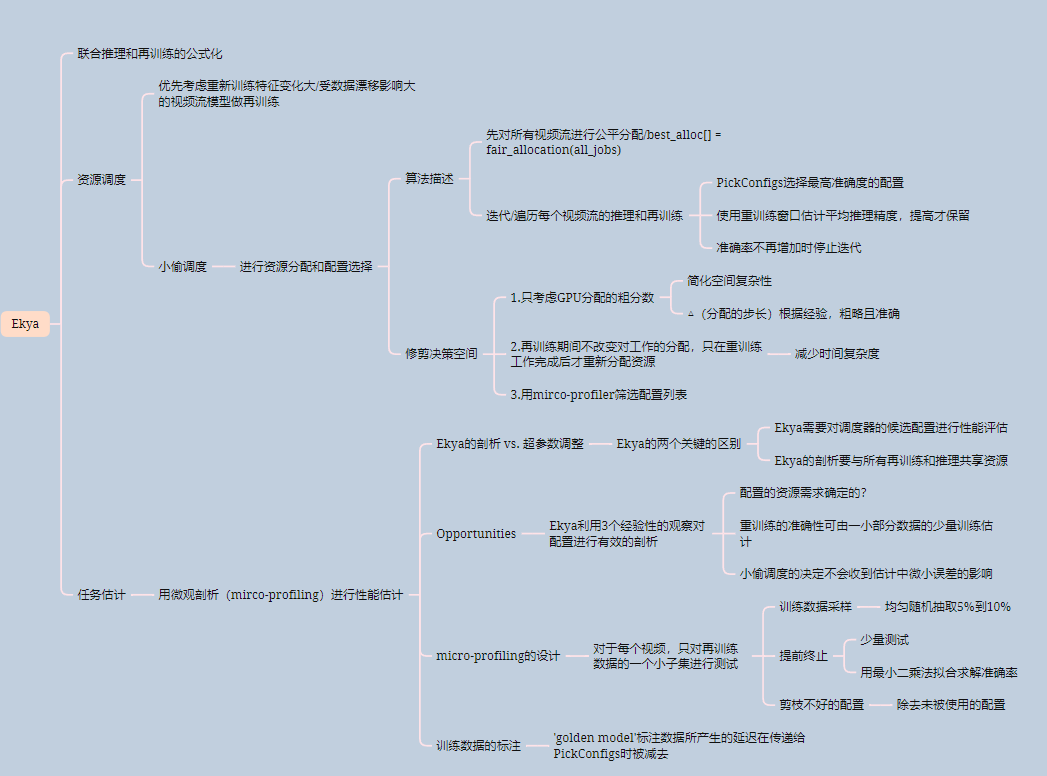 Ekya
联合推理和再训练的公式化
资源调度
优先考虑重新训练特征变化大/受数据漂移影响大
的视频流模型做再训练
小偷调度
进行资源分配和配置选择
算法描述
先对所有视频流进行公平分配/best_alloc[] =
fair_allocation(all_jobs)
迭代/遍历每个视频流的推理和再训练
PickConfigs选择最高准确度的配置
使用重训练窗口估计平均推理精度，提高才保留
准确率不再增加时停止迭代
修剪决策空间
1.只考虑GPU分配的粗分数
简化空间复杂性
△（分配的步长）根据经验，粗略且准确
2.再训练期间不改变对工作的分配，只在重训练
工作完成后才重新分配资源
减少时间复杂度
3.用mirco-profiler筛选配置列表
任务估计
用微观剖析（mirco-profiling）进行性能估计
Ekya的剖析 vs. 超参数调整
Ekya的两个关键的区别
Ekya需要对调度器的候选配置进行性能评估
Ekya的剖析要与所有再训练和推理共享资源
Opportunities
Ekya利用3个经验性的观察对
配置进行有效的剖析
配置的资源需求确定的？
重训练的准确性可由一小部分数据的少量训练估
计
小偷调度的决定不会收到估计中微小误差的影响
micro-profiling的设计
对于每个视频，只对再训练
数据的一个小子集进行测试
训练数据采样
均匀随机抽取5%到10%
提前终止
少量测试
用最小二乘法拟合求解准确率
剪枝不好的配置
除去未被使用的配置
训练数据的标注
'golden model'标注数据所产生的延迟在传递给
PickConfigs时被减去